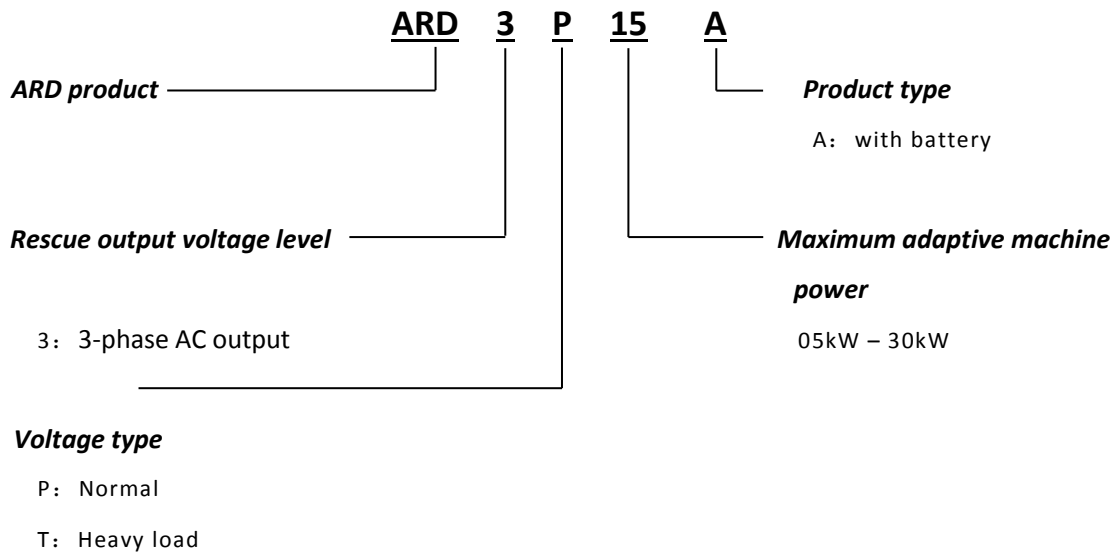 ARD 3 P 15 A
ARD product
Product type
A： with battery
Rescue output voltage level
Maximum adaptive machine
power
3：3-phase AC output
05kW – 30kW
Voltage type
P： Normal
T： Heavy load